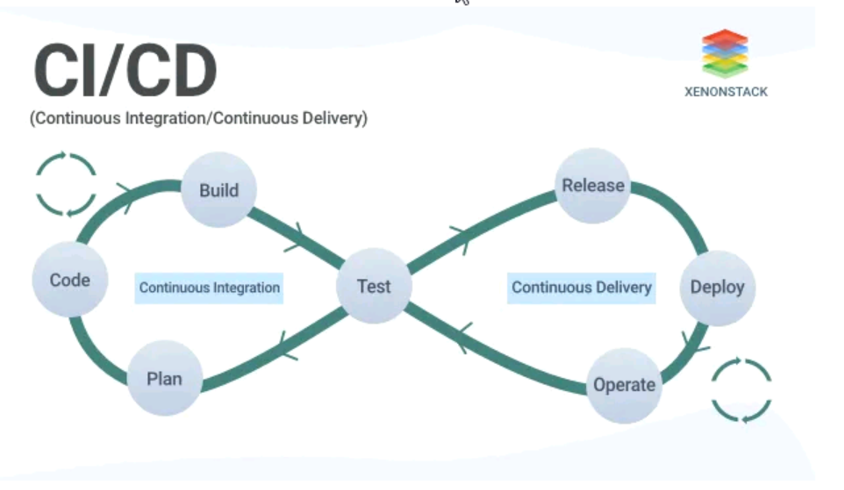 CI/CD
(Continuous Integration/Continuous Delivery)
XENONSTACK
Build
Release
Code
Continuous Integration
Test
Continuous Delivery
Deploy
Plan
Operate